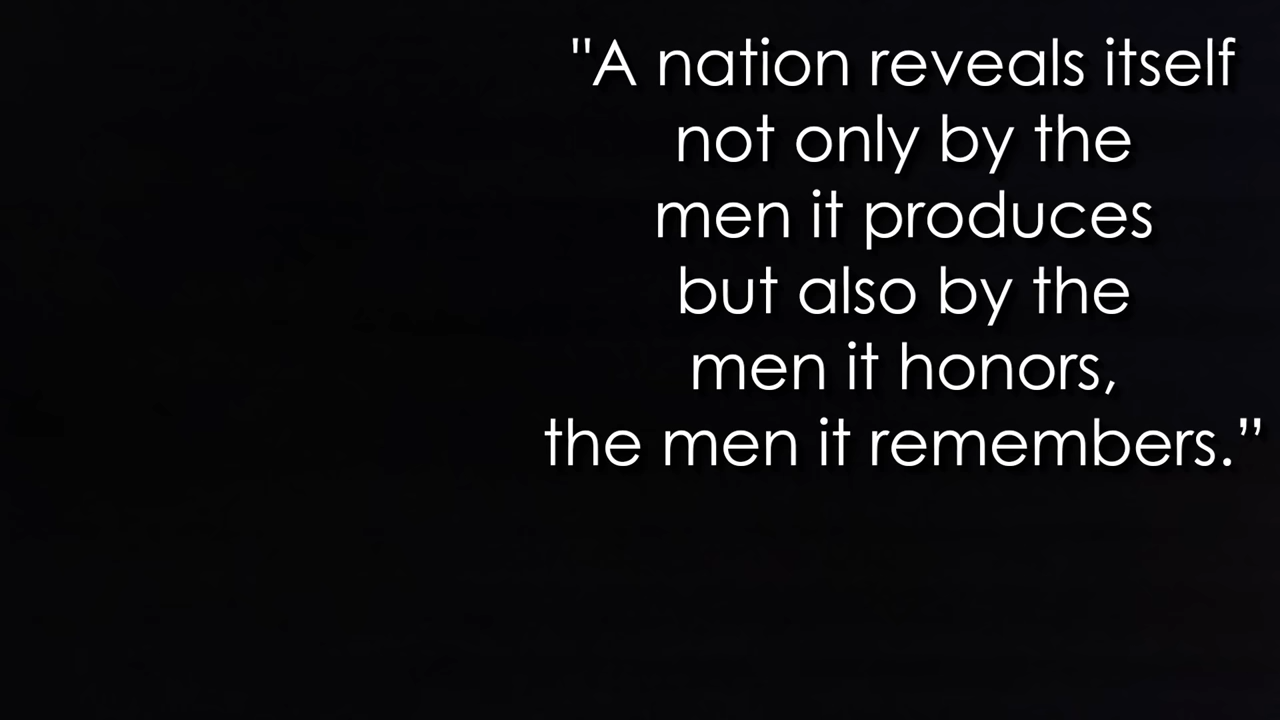 "A nation reveals itself
not only by the
men it produces
but also by the
men it honors,
the men it remembers.”